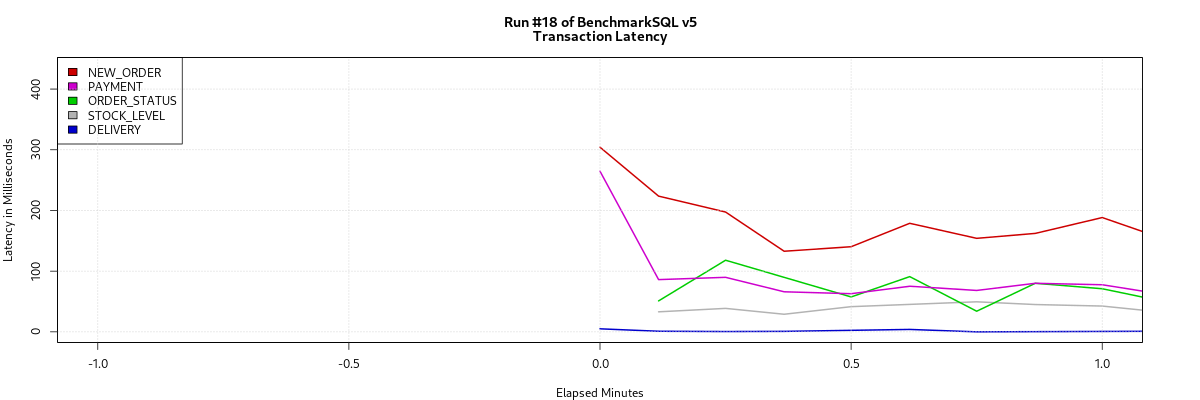 Run #18 of BenchmarkSQL v5
Transaction Latency
NEW_ORDER
PAYMENT
ORDER_STATUS
STOCK_LEVEL
DELIVERY
Latency in Milliseconds
400
300
200
100
0
-1.0 -0.5 0.0 0.5 1.0
Elapsed Minutes